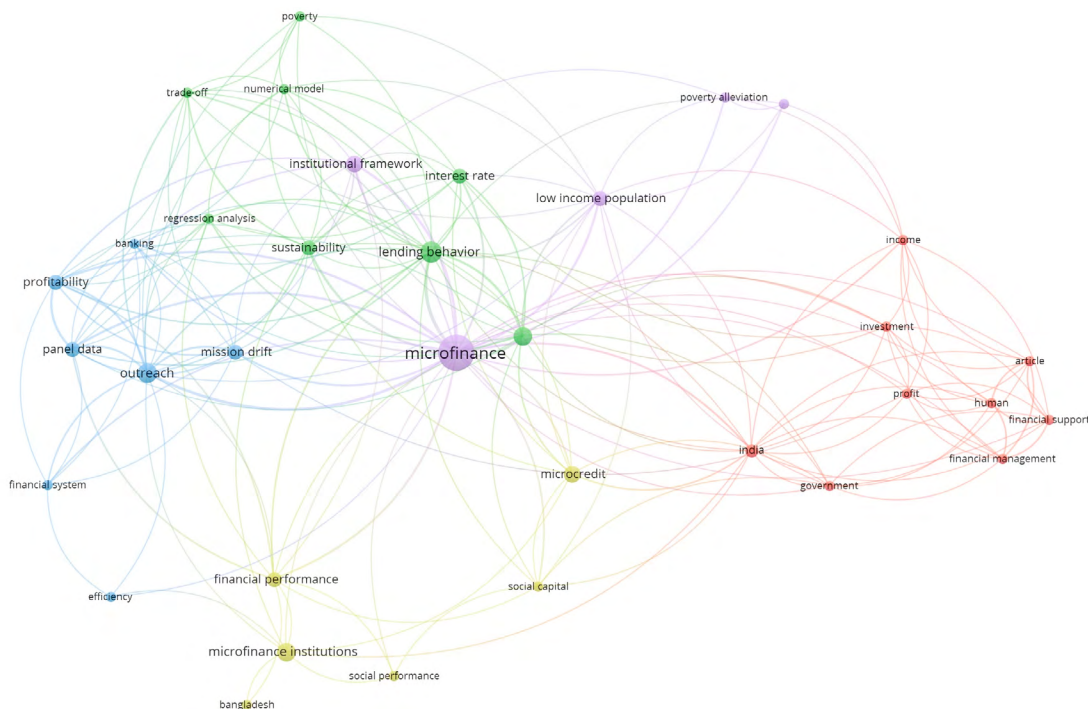 poverty
trade-off
numerical model
poverty alleviation
institutional framework
interest rate
low income population
regression analysis
banking
sustainability
lending behavior
income
profitability
investment
panel data
mission drift
microfinance
article
outreach
profit
human
financial support
india
financial management
microcredit
financial system
government
financial performance
social capital
efficiency
microfinance institutions
social performance
bangladesh